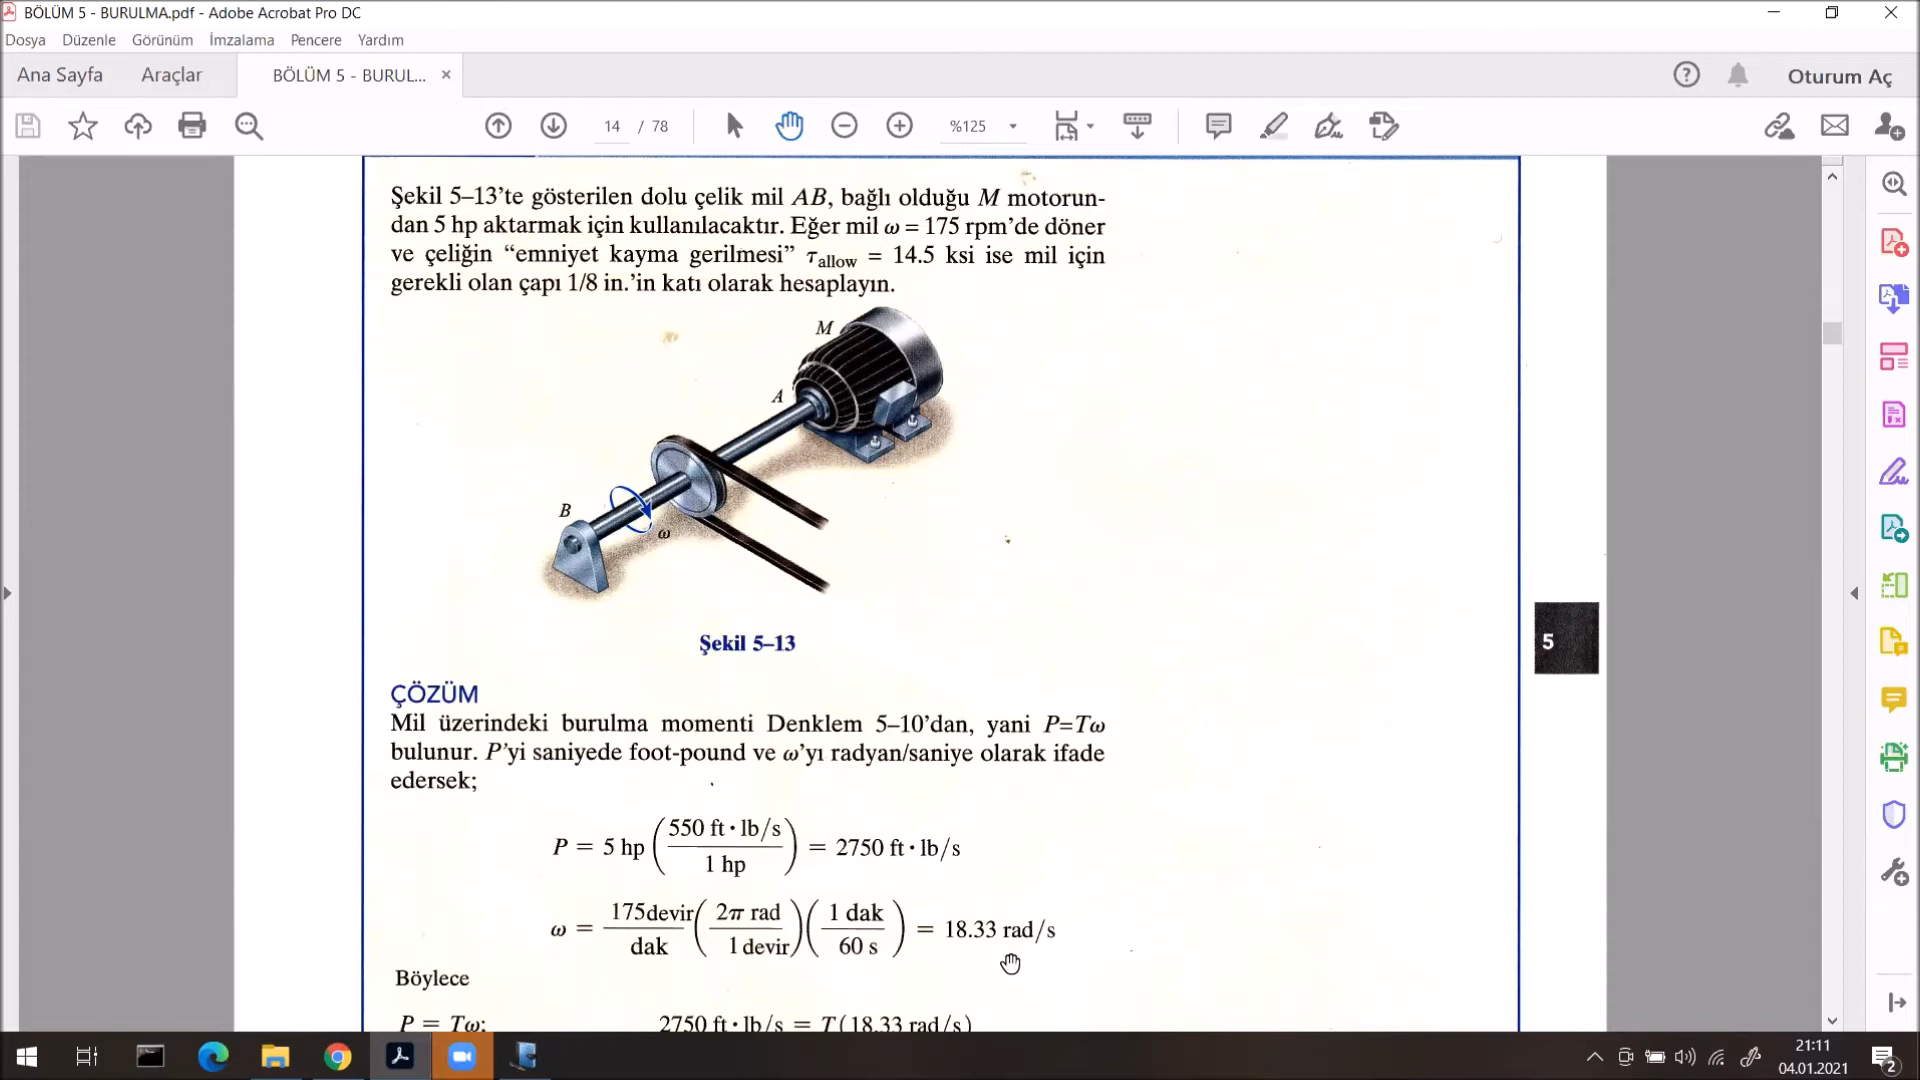 BÖLÜM 5 - BURULMA.pdf - Adobe Acrobat Pro DC
Dosya Düzenle Görünüm İmzalama Pencere Yardım
Ana Sayfa Araçlar BÖLÜM 5 - BURUL... × Oturum Aç
14 / 78 %125
Şekil 5–13’te gösterilen dolu çelik mil AB, bağlı olduğu M motorun-
dan 5 hp aktarmak için kullanılacaktır. Eğer mil ω = 175 rpm’de döner
ve çeliğin “emniyet kayma gerilmesi” τallow = 14.5 ksi ise mil için
gerekli olan çapı 1/8 in.’in katı olarak hesaplayın.
M
A
B
ω
Şekil 5–13
5
ÇÖZÜM
Mil üzerindeki burulma momenti Denklem 5–10’dan, yani P=Tω
bulunur. P’yi saniyede foot-pound ve ω’yı radyan/saniye olarak ifade
edersek;
P = 5 hp (550 ft · lb/s / 1 hp) = 2750 ft · lb/s
ω = 175devir / dak (2π rad / 1 devir) (1 dak / 60 s) = 18.33 rad/s
Böylece
P = Tω; 2750 ft · lb/s = T(18.33 rad/s)
21:11
04.01.2021
2